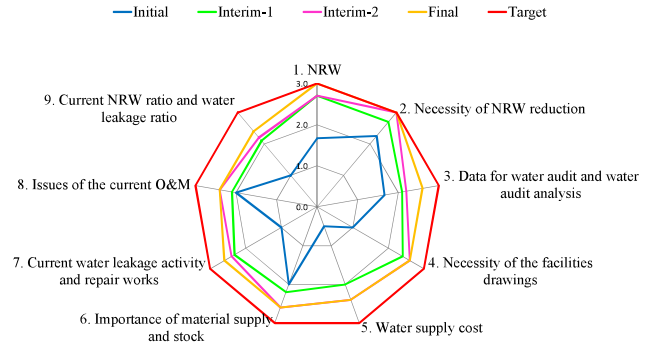 Initial Interim-1 Interim-2 Final Target
1. NRW
3.0
2.0
1.0
0.0
2. Necessity of NRW reduction
3. Data for water audit and water
audit analysis
4. Necessity of the facilities
drawings
5. Water supply cost
6. Importance of material supply
and stock
7. Current water leakage activity
and repair works
8. Issues of the current O&M
9. Current NRW ratio and water
leakage ratio